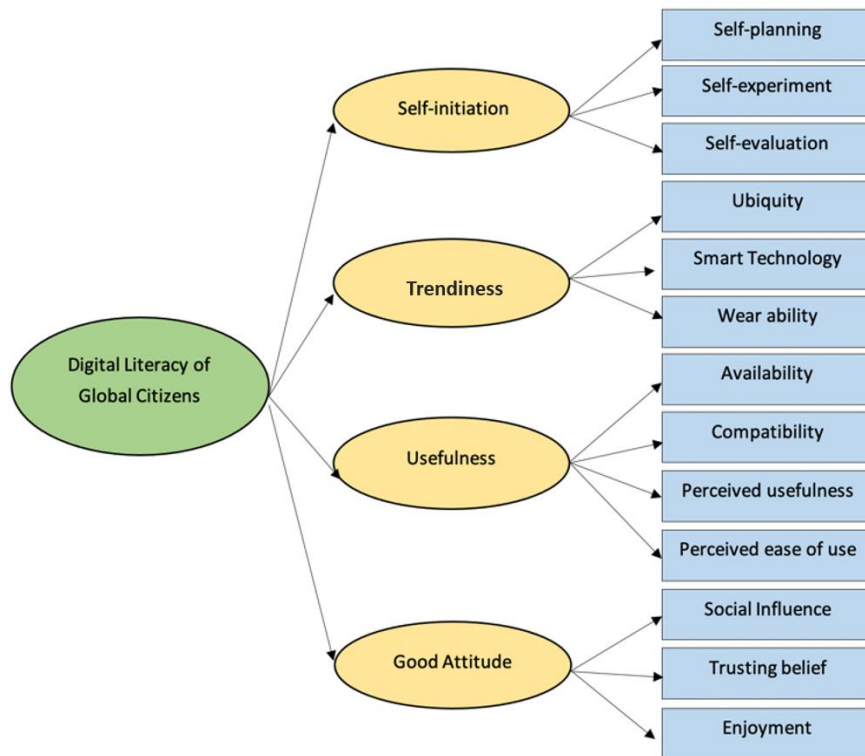 Self-planning
Self-experiment
Self-initiation
Self-evaluation
Ubiquity
Smart Technology
Trendiness
Wear ability
Digital Literacy of
Global Citizens
Availability
Compatibility
Usefulness
Perceived usefulness
Perceived ease of use
Social Influence
Good Attitude
Trusting belief
Enjoyment